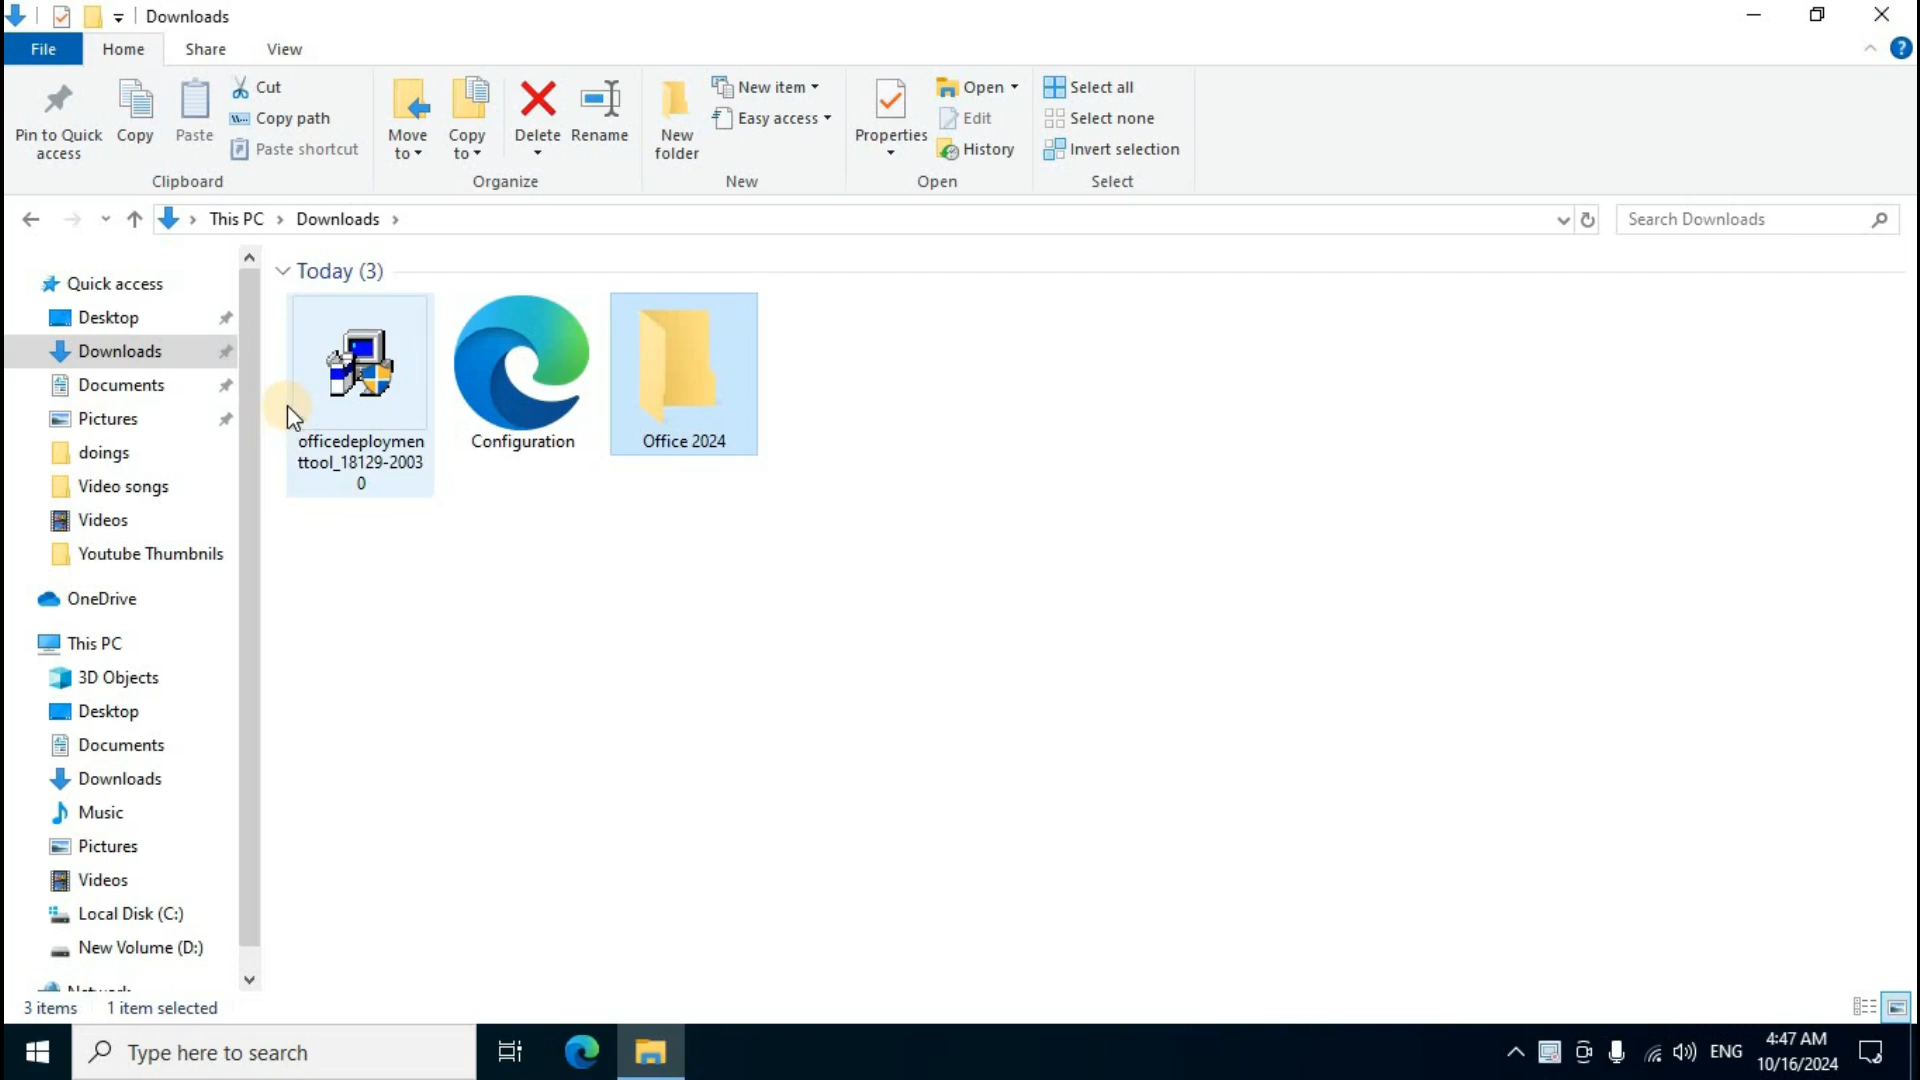 Downloads
File Home Share View
Pin to Quick access
Copy
Paste
Cut
Copy path
Paste shortcut
Clipboard
Move to
Copy to
Delete
Rename
Organize
New folder
New item
Easy access
New
Properties
Open
Edit
History
Open
Select all
Select none
Invert selection
Select
This PC Downloads
Search Downloads
Quick access
Desktop
Downloads
Documents
Pictures
doings
Video songs
Videos
Youtube Thumbnils
OneDrive
This PC
3D Objects
Desktop
Documents
Downloads
Music
Pictures
Videos
Local Disk (C:)
New Volume (D:)
Network
Today (3)
officedeploymen
ttool_18129-2003
0
Configuration
Office 2024
3 items 1 item selected
Type here to search
ENG
4:47 AM
10/16/2024